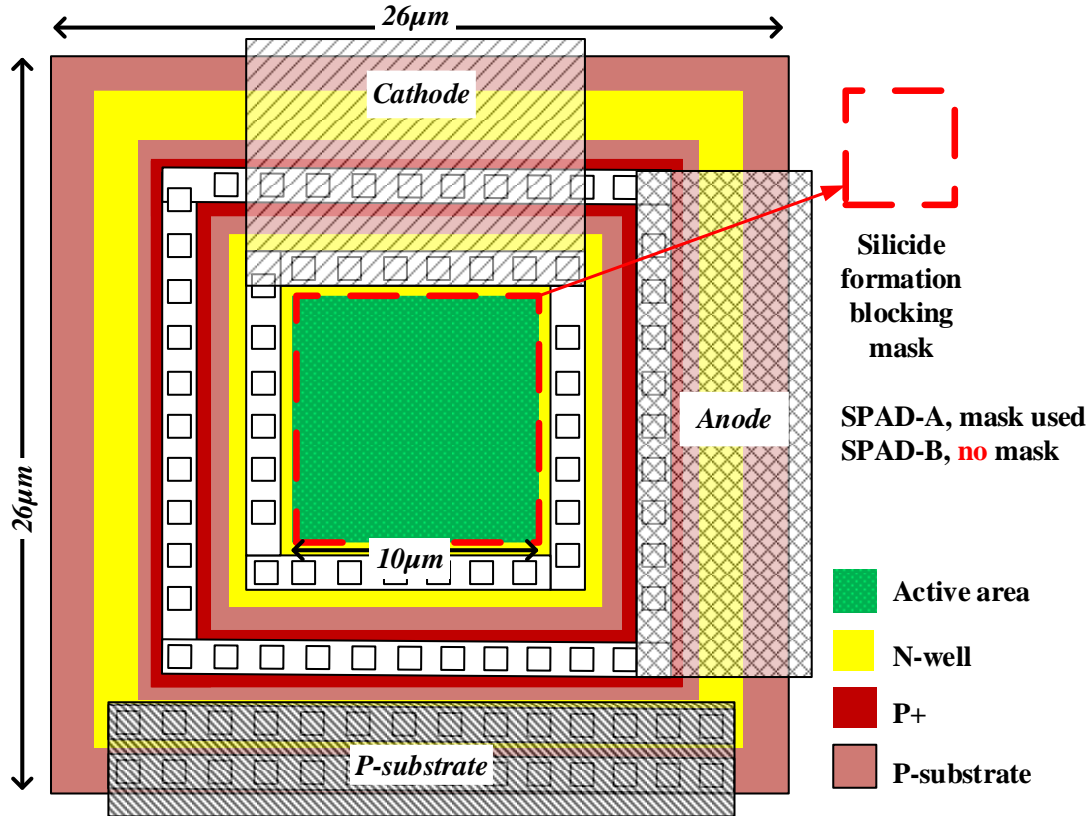 26µm
Cathode
26µm
Silicide
formation
blocking
mask
Anode
SPAD-A, mask used
SPAD-B, no mask
10µm
Active area
N-well
P+
P-substrate
P-substrate